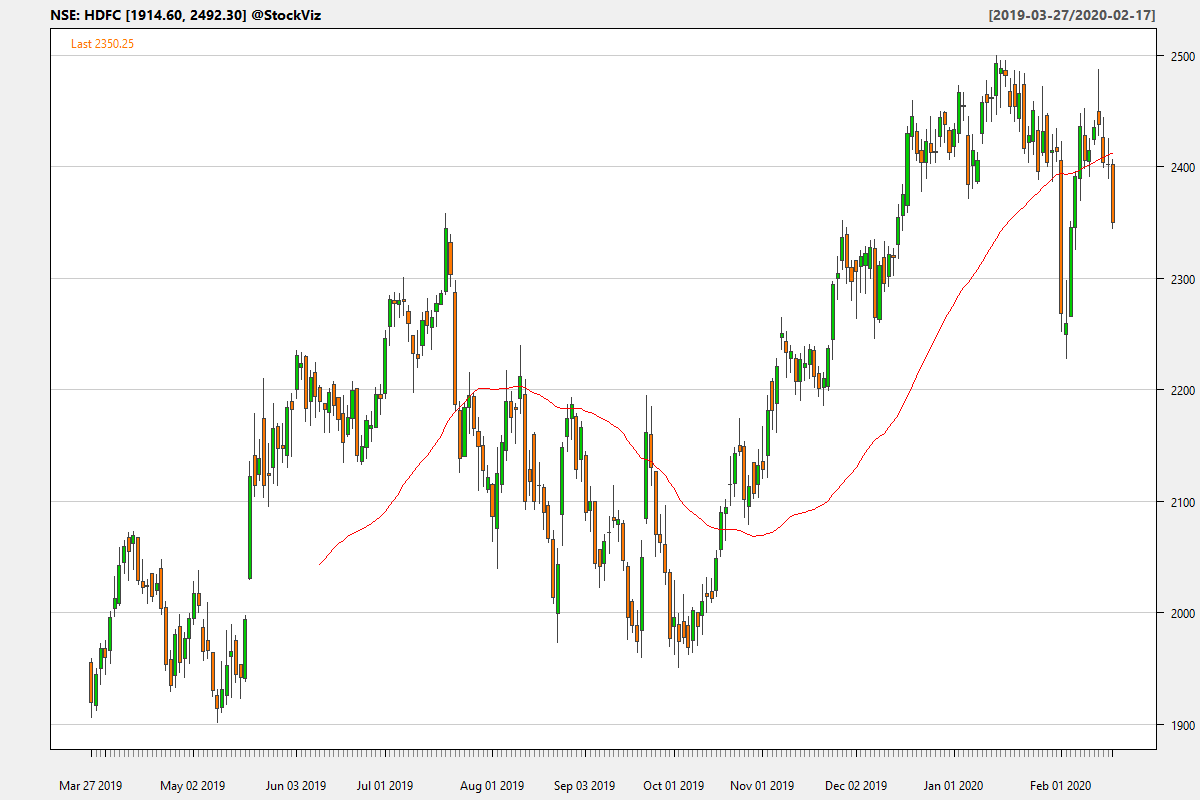 NSE: HDFC [1914.60, 2492.30] @StockViz
[2019-03-27/2020-02-17]
Last 2350.25
2500
2400
2300
2200
2100
2000
1900
Mar 27 2019 May 02 2019 Jun 03 2019 Jul 01 2019 Aug 01 2019 Sep 03 2019 Oct 01 2019 Nov 01 2019 Dec 02 2019 Jan 01 2020 Feb 01 2020